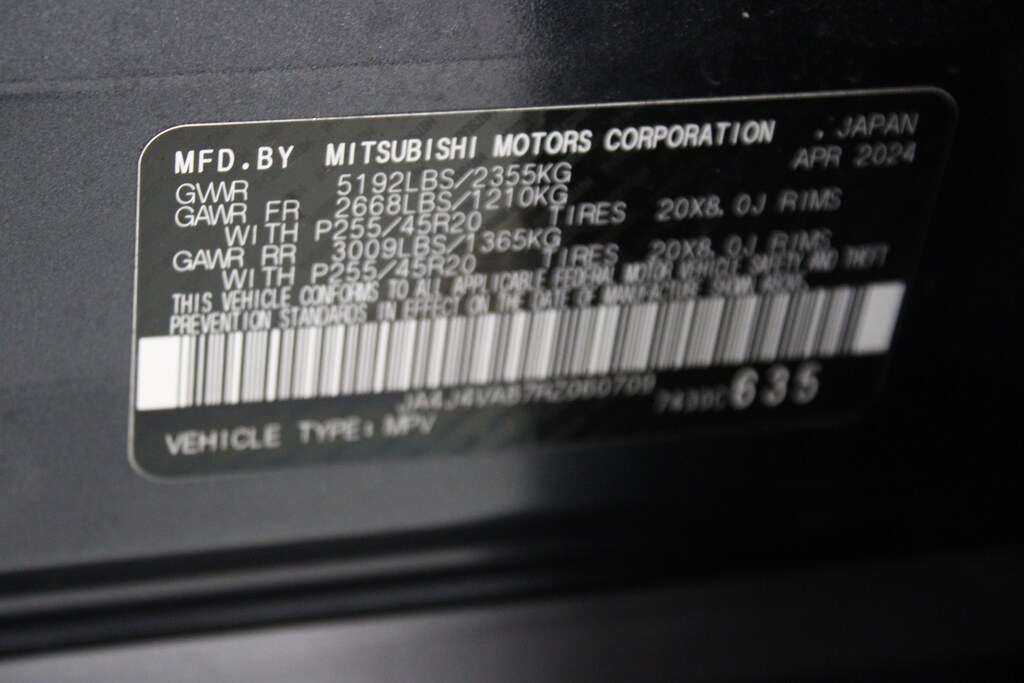 MFD.BY MITSUBISHI MOTORS CORPORATION . JAPAN
APR 2024
GVWR 5192LBS/2355KG
GAWR FR 2668LBS/1210KG
WITH P255/45R20 TIRES 20X8.0J RIMS
GAWR RR 3009LBS/1365KG
WITH P255/45R20 TIRES 20X8.0J RIMS
THIS VEHICLE CONFORMS TO ALL APPLICABLE FEDERAL MOTOR VEHICLE SAFETY AND THEFT
PREVENTION STANDARDS IN EFFECT ON THE DATE OF MANUFACTURE SHOWN ABOVE.
635
VEHICLE TYPE: MPV